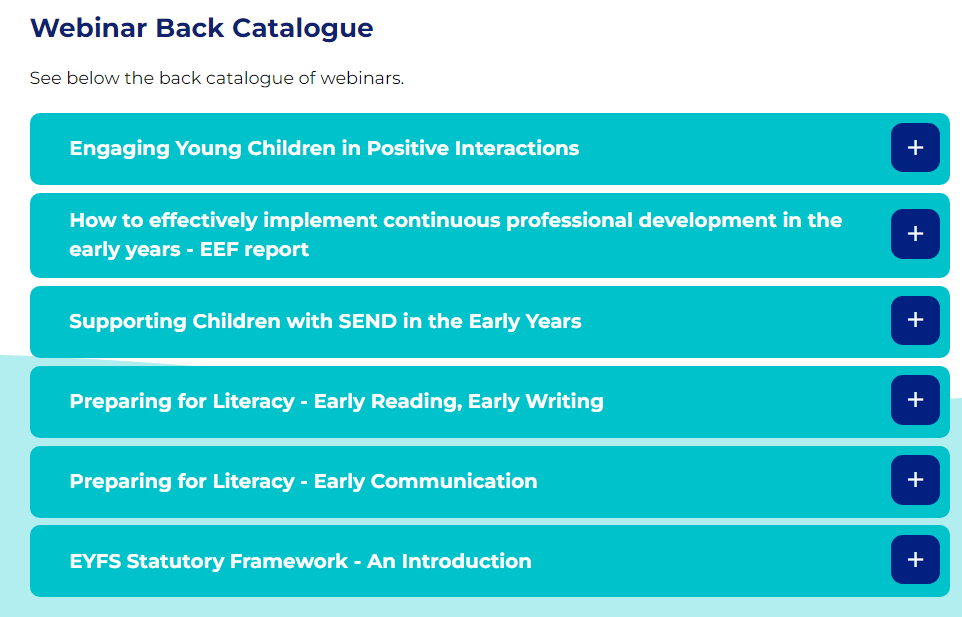 Webinar Back Catalogue
See below the back catalogue of webinars.
Engaging Young Children in Positive Interactions
+
How to effectively implement continuous professional development in the
early years - EEF report
+
Supporting Children with SEND in the Early Years
+
Preparing for Literacy - Early Reading, Early Writing
+
Preparing for Literacy - Early Communication
+
EYFS Statutory Framework - An Introduction
+